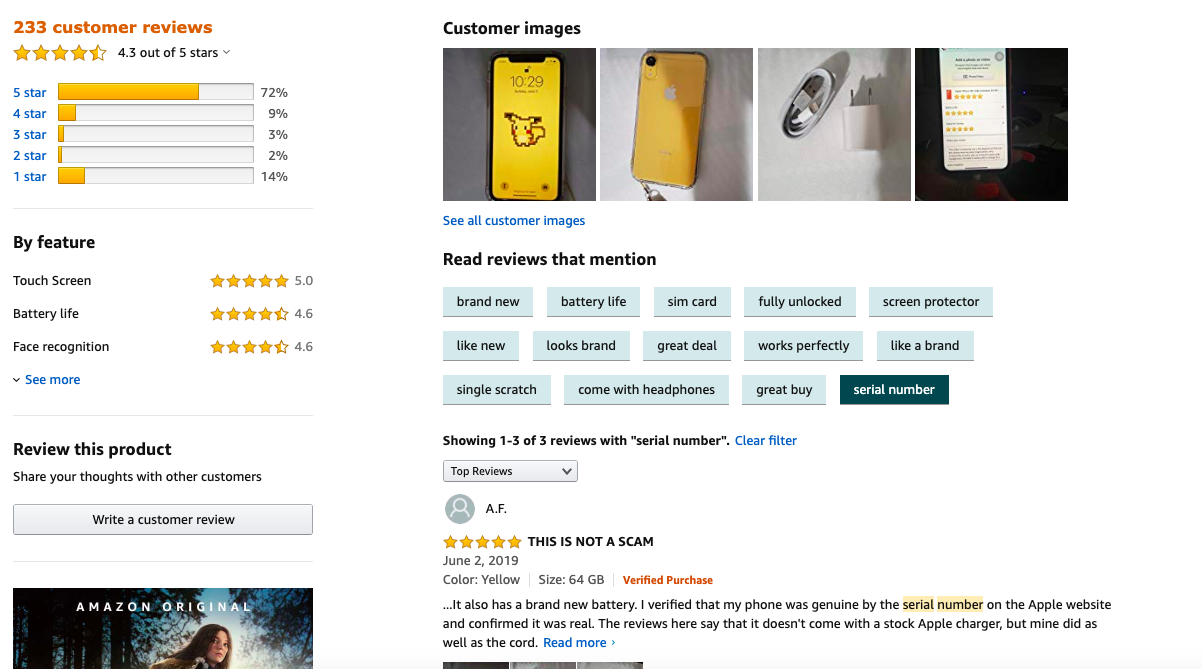 233 customer reviews
4.3 out of 5 stars
5 star 72%
4 star 9%
3 star 3%
2 star 2%
1 star 14%
By feature
Touch Screen 5.0
Battery life 4.6
Face recognition 4.6
See more
Review this product
Share your thoughts with other customers
Write a customer review
AMAZON ORIGINAL
Customer images
10:29
Add a photo or video
See all customer images
Read reviews that mention
brand new battery life sim card fully unlocked screen protector
like new looks brand great deal works perfectly like a brand
single scratch come with headphones great buy serial number
Showing 1-3 of 3 reviews with "serial number". Clear filter
Top Reviews
A.F.
THIS IS NOT A SCAM
June 2, 2019
Color: Yellow Size: 64 GB Verified Purchase
...It also has a brand new battery. I verified that my phone was genuine by the serial number on the Apple website
and confirmed it was real. The reviews here say that it doesn't come with a stock Apple charger, but mine did as
well as the cord. Read more ›